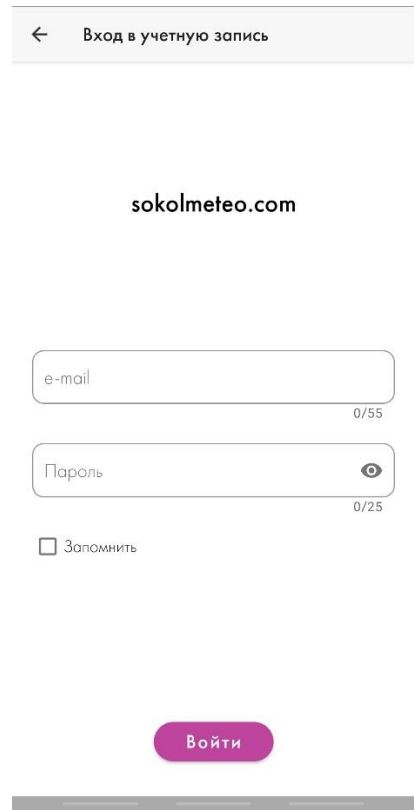 Вход в учетную запись
sokolmeteo.com
e-mail
0/55
Пароль
0/25
Запомнить
Войти